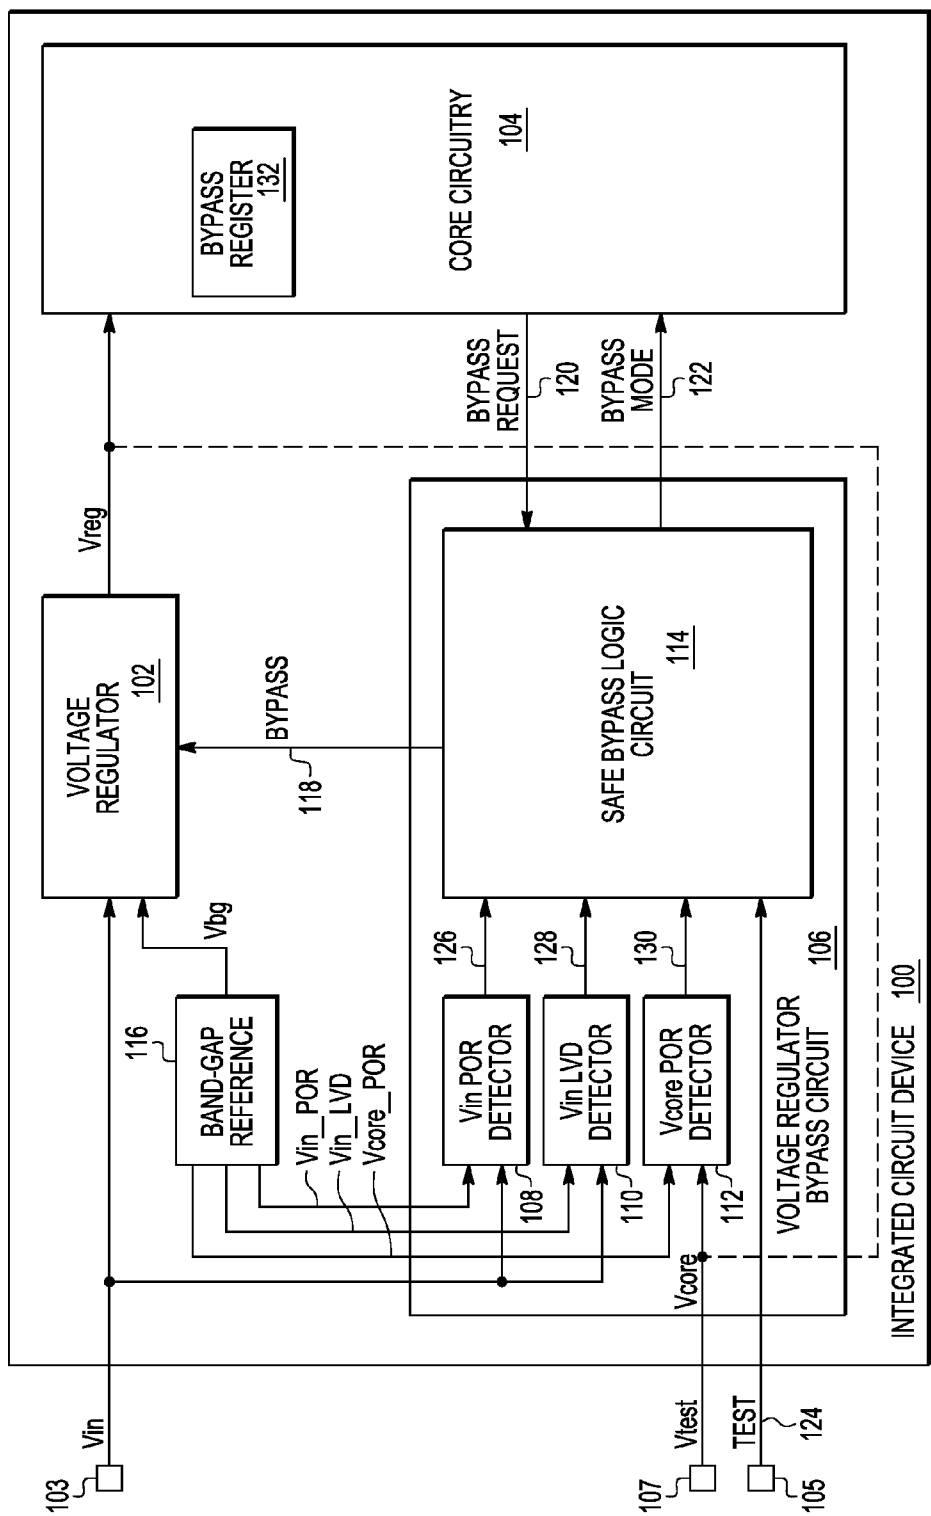 103
Vin
107
Vtest
105
TEST
124
116
BAND-GAP
REFERENCE
Vbg
Vin_POR
Vin_LVD
Vcore_POR
VOLTAGE
REGULATOR
102
Vreg
BYPASS
118
Vin POR
DETECTOR
108
126
Vin LVD
DETECTOR
110
128
Vcore POR
DETECTOR
112
130
Vcore
SAFE BYPASS LOGIC
CIRCUIT
114
VOLTAGE REGULATOR
BYPASS CIRCUIT
106
BYPASS
REQUEST
120
BYPASS
MODE
122
BYPASS
REGISTER
132
CORE CIRCUITRY
104
INTEGRATED CIRCUIT DEVICE
100